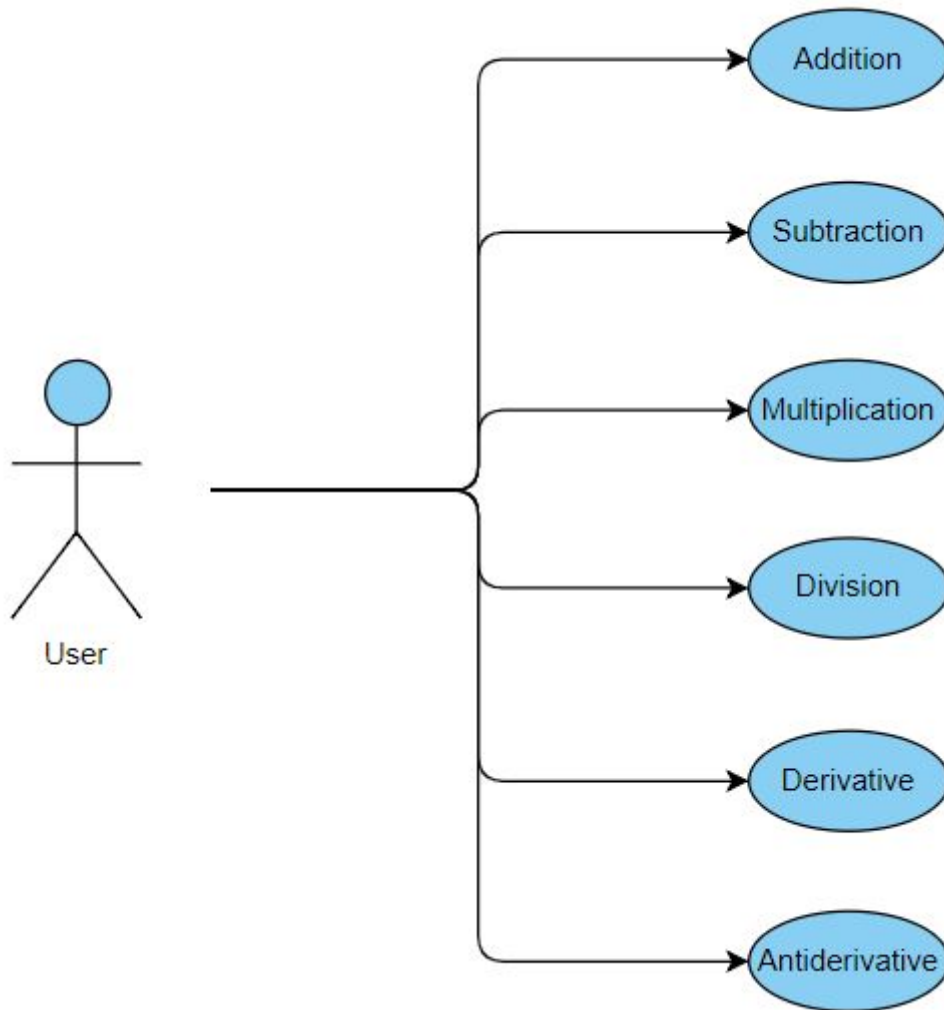 Addition
Subtraction
Multiplication
Division
User
Derivative
Antiderivative